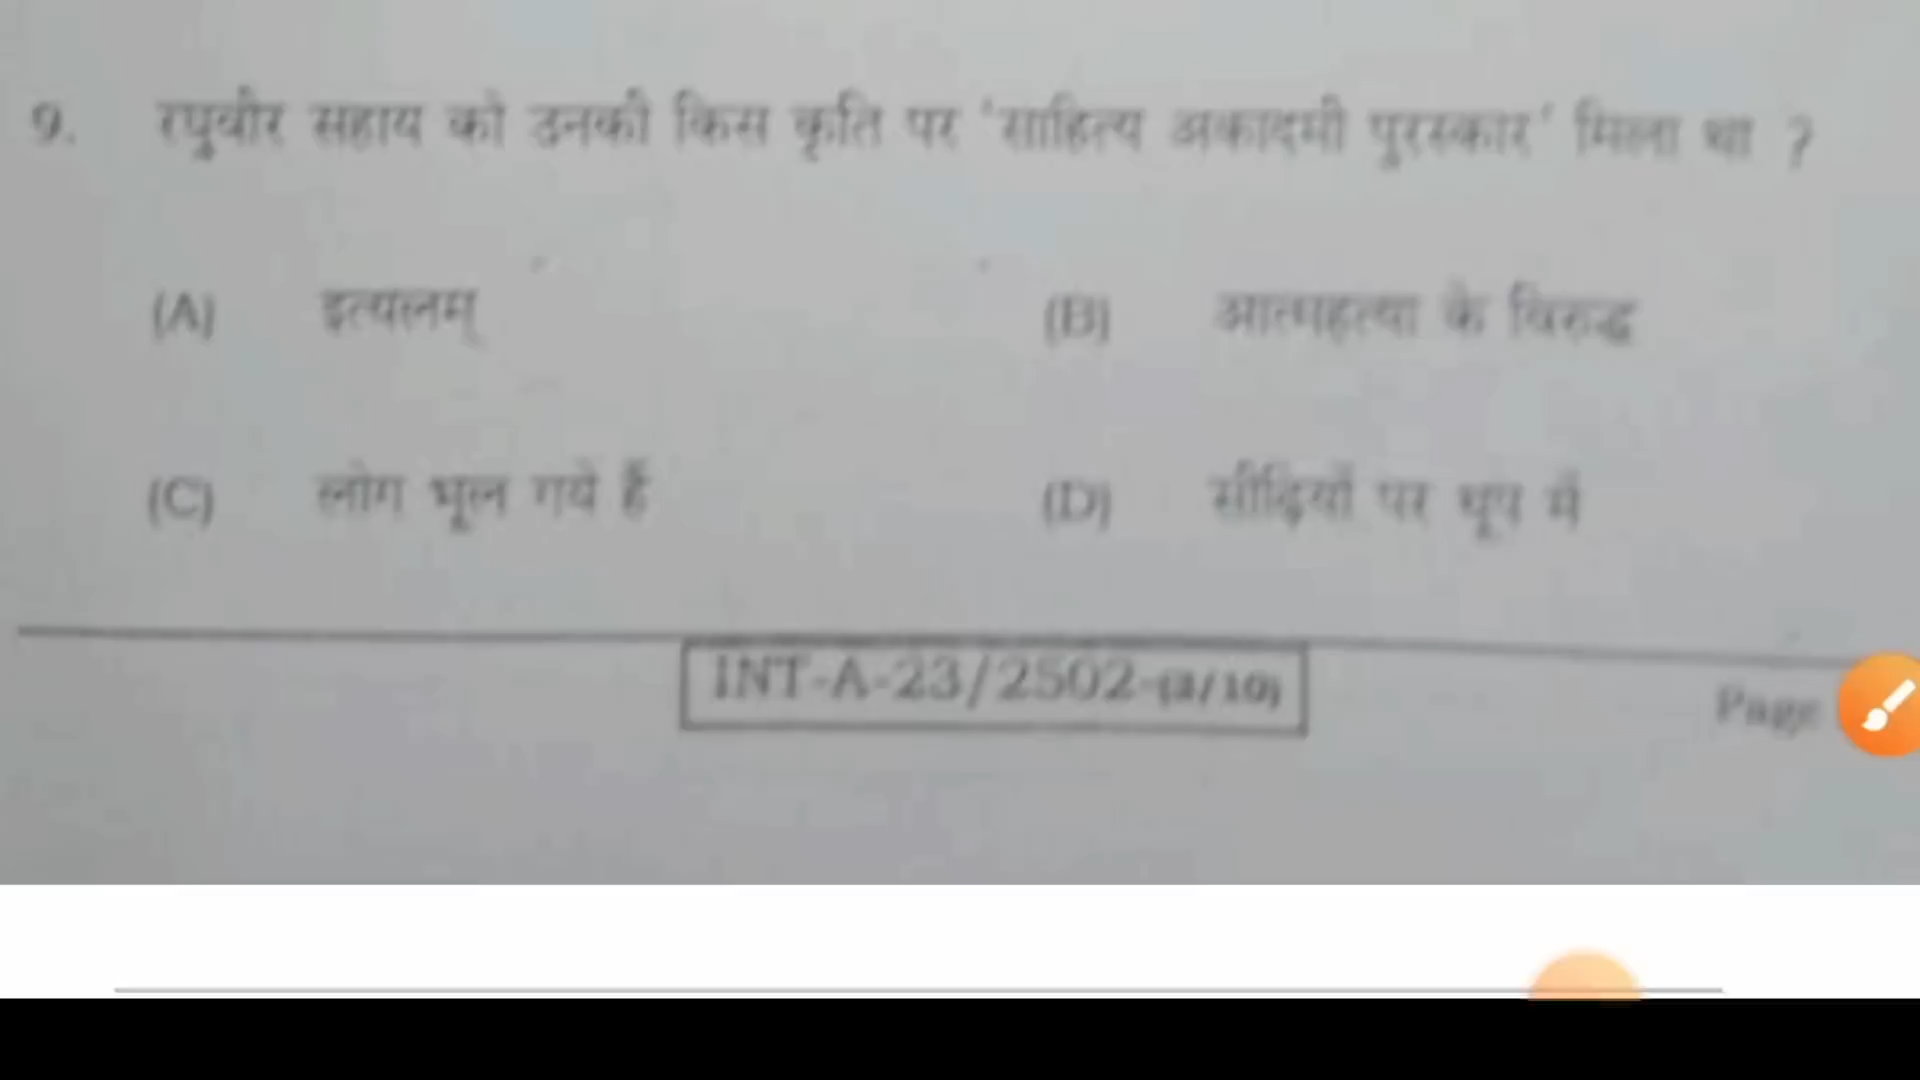 9. रघुवीर सहाय को उनकी किस कृति पर 'साहित्य अकादमी पुरस्कार' मिला था ?
(A) इत्यलम् (B) आत्महत्या के विरुद्ध
(C) लोग भूल गये हैं (D) सीढ़ियों पर धूप में
INT-A-23/2502-(3/10)
Page